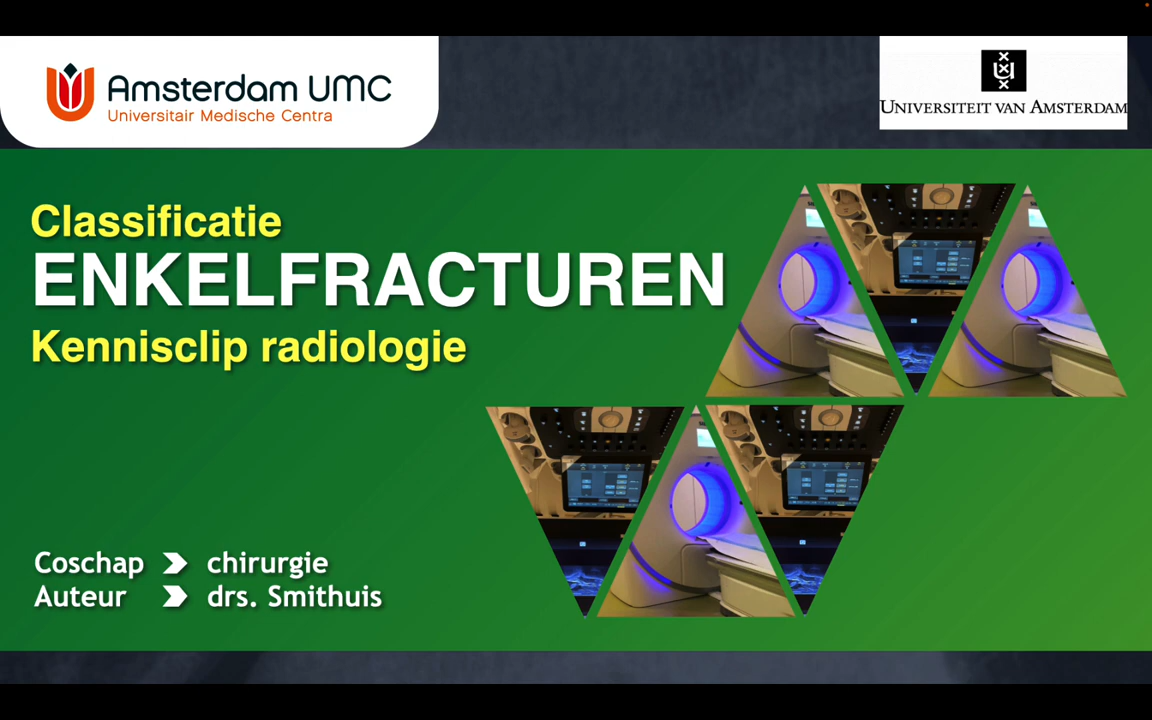 Amsterdam UMC
Universitair Medische Centra
UNIVERSITEIT VAN AMSTERDAM
Classificatie
ENKELFRACTUREN
Kennisclip radiologie
Coschap chirurgie
Auteur drs. Smithuis